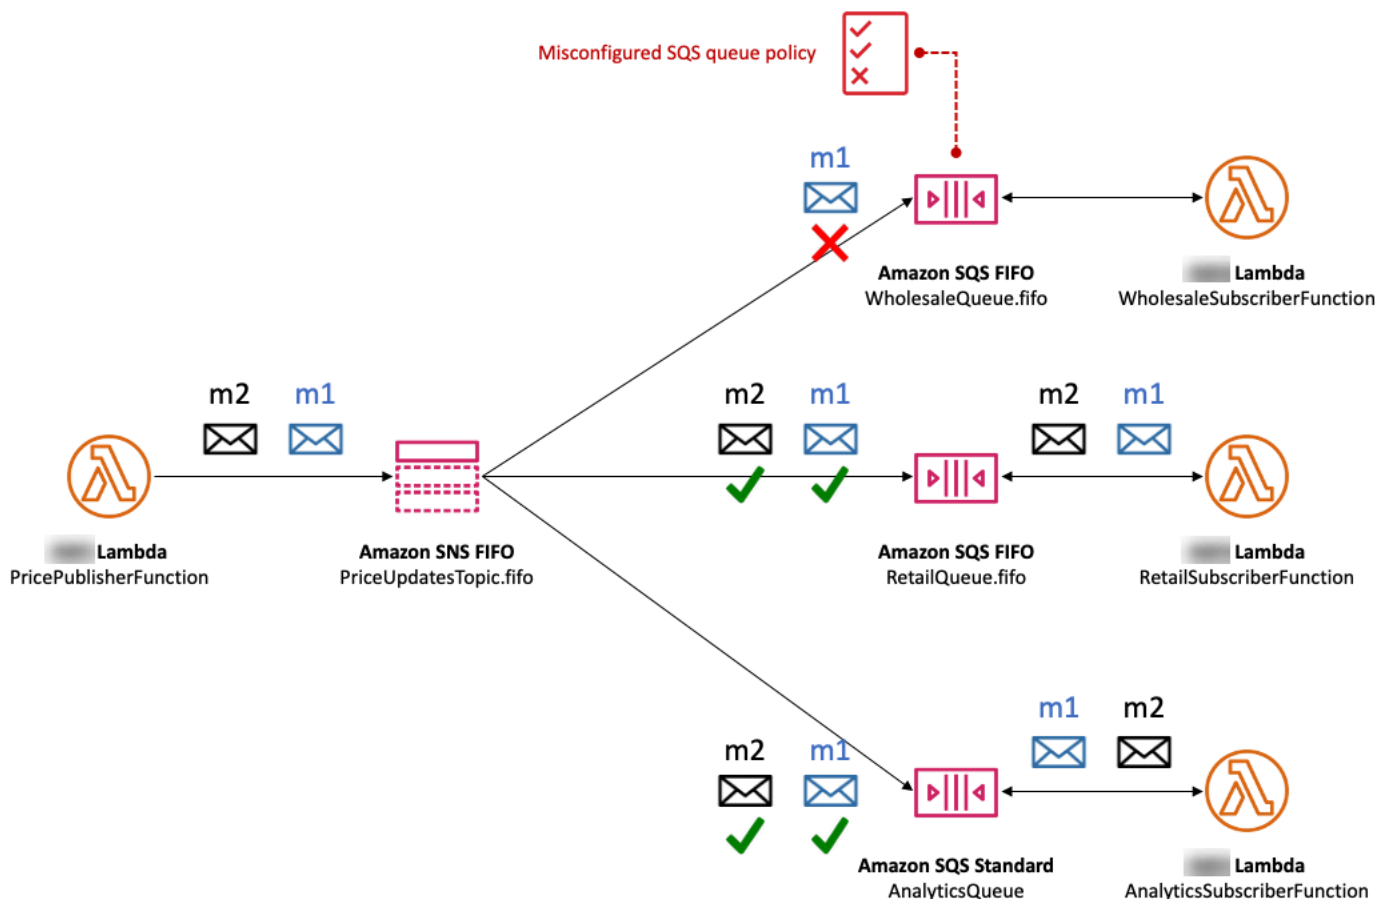 Misconfigured SQS queue policy
m1
Amazon SQS FIFO
WholesaleQueue.fifo
Lambda
WholesaleSubscriberFunction
m2 m1
m2 m1
m2 m1
Lambda
PricePublisherFunction
Amazon SNS FIFO
PriceUpdatesTopic.fifo
Amazon SQS FIFO
RetailQueue.fifo
Lambda
RetailSubscriberFunction
m1 m2
m2 m1
Amazon SQS Standard
AnalyticsQueue
Lambda
AnalyticsSubscriberFunction